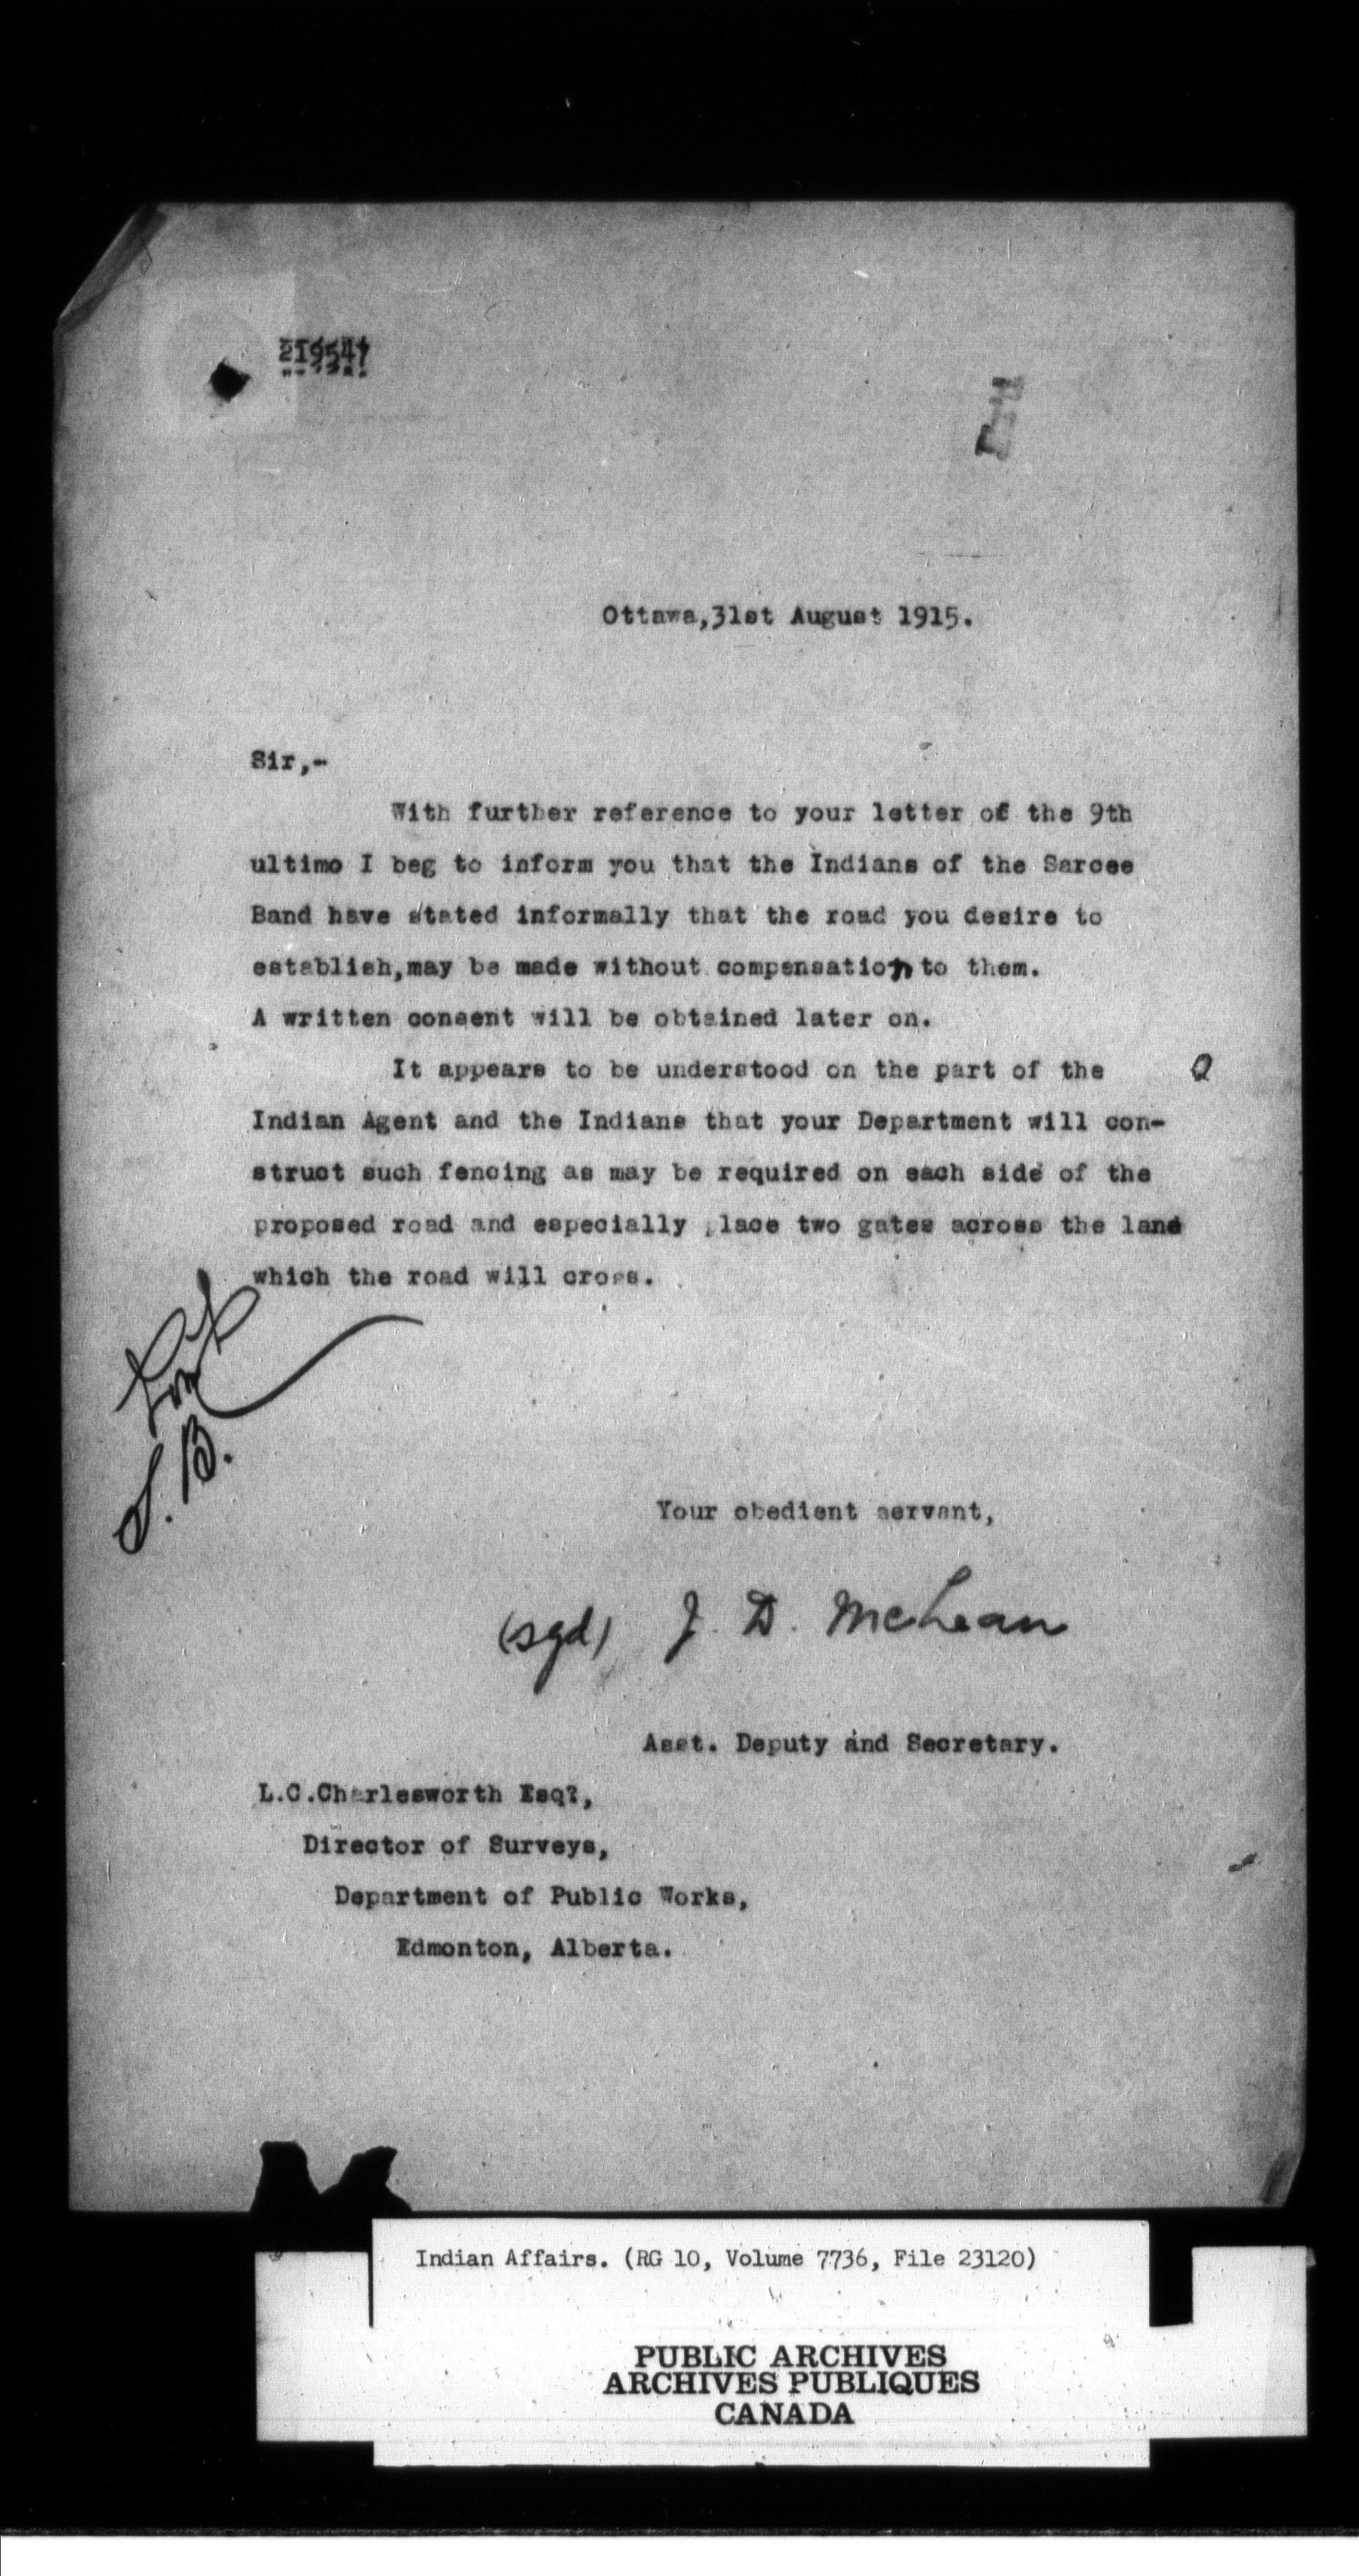 Ottawa,31st August 1915.
Sir,-
With further reference to your letter of the 9th
ultimo I beg to inform you that the Indians of the Sarcee
Band have stated informally that the road you desire to
establish,may be made without compensation to them.
A written consent will be obtained later on.
It appears to be understood on the part of the
Indian Agent and the Indians that your Department will con-
struct such fencing as may be required on each side of the
proposed road and especially lace two gates across the land
which the road will cross.
Your obedient servant,
(sgd) J. D. McLean
Asst. Deputy and Secretary.
L.C.Charlesworth Esq?,
Director of Surveys,
Department of Public Works,
Edmonton, Alberta.
Indian Affairs. (RG 10, Volume 7736, File 23120)
PUBLIC ARCHIVES
ARCHIVES PUBLIQUES
CANADA